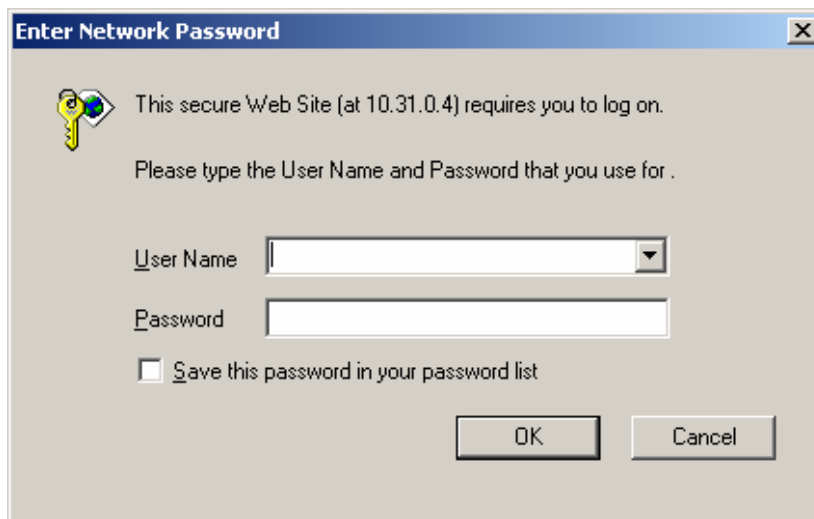 Enter Network Password
This secure Web Site (at 10.31.0.4) requires you to log on.
Please type the User Name and Password that you use for .
User Name
Password
Save this password in your password list
OK Cancel